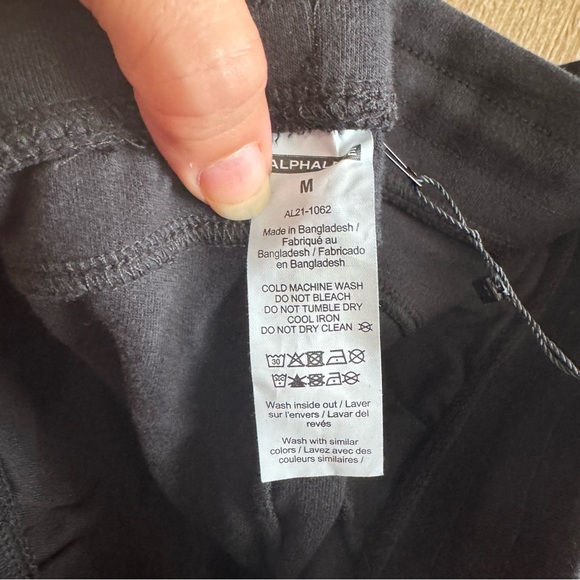 M
AL21-1062
Made in Bangladesh /
Fabriqué au
Bangladesh / Fabricado
en Bangladesh
COLD MACHINE WASH
DO NOT BLEACH
DO NOT TUMBLE DRY
COOL IRON
DO NOT DRY CLEAN
30
Wash inside out / Laver
sur l'envers / Lavar del
revés
Wash with similar
colors / Lavez avec des
couleurs similaires /